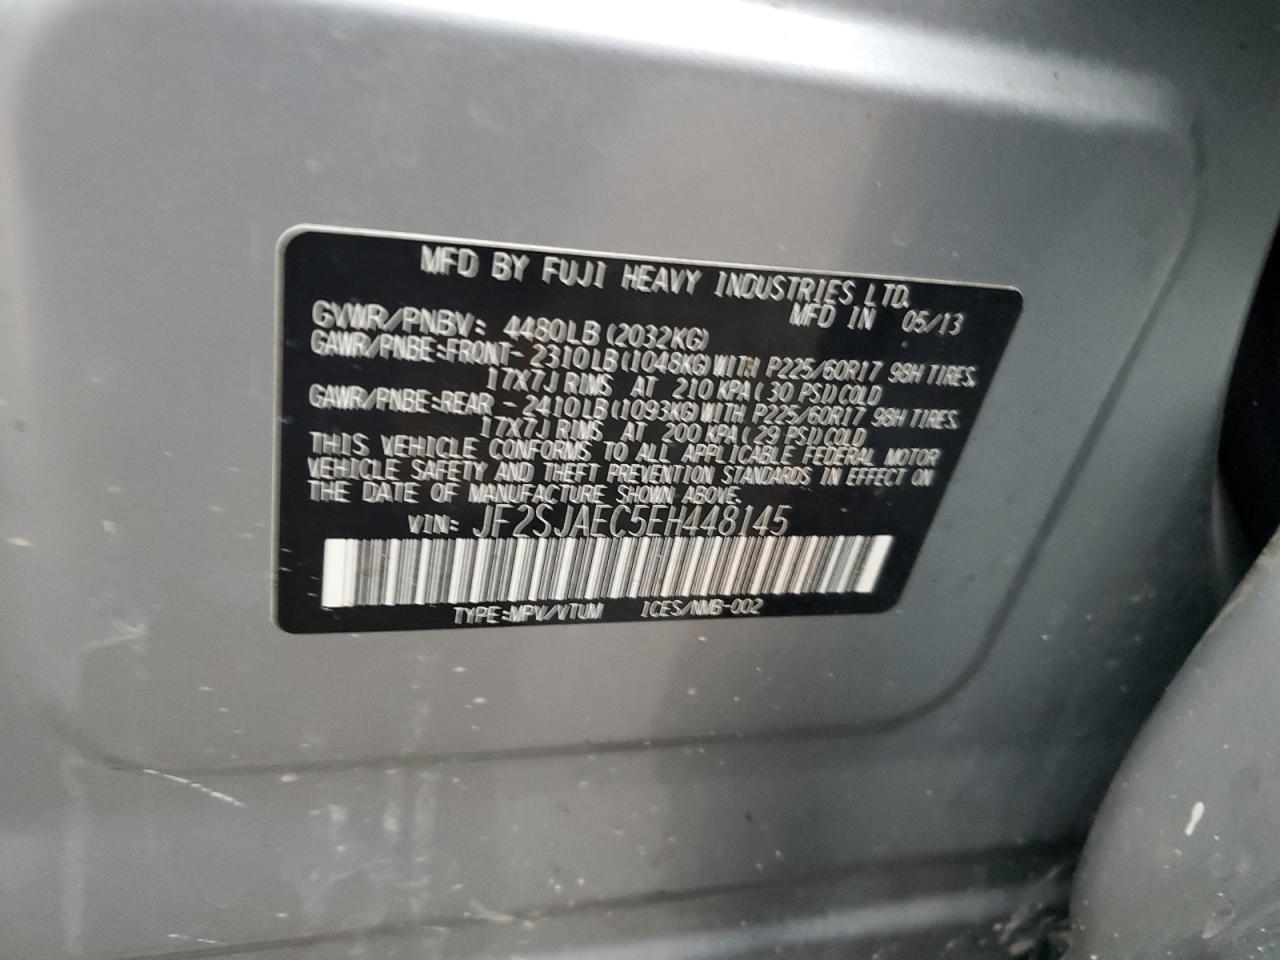 MFD BY FUJI HEAVY INDUSTRIES LTD.
MFD IN 05/13
GVWR/PNBV: 4480LB (2032KG)
GAWR/PNBE:FRONT- 2310LB (1048KG) WITH P225/60R17 98H TIRES,
17X7J RIMS AT 210 KPA ( 30 PSI) COLD
GAWR/PNBE:REAR - 2410LB (1093KG) WITH P225/60R17 98H TIRES,
17X7J RIMS AT 200 KPA ( 29 PSI) COLD
THIS VEHICLE CONFORMS TO ALL APPLICABLE FEDERAL MOTOR
VEHICLE SAFETY AND THEFT PREVENTION STANDARDS IN EFFECT ON
THE DATE OF MANUFACTURE SHOWN ABOVE.
VIN: JF2SJAEC5EH448145
TYPE:MPV/VTUM ICES/NMB-002